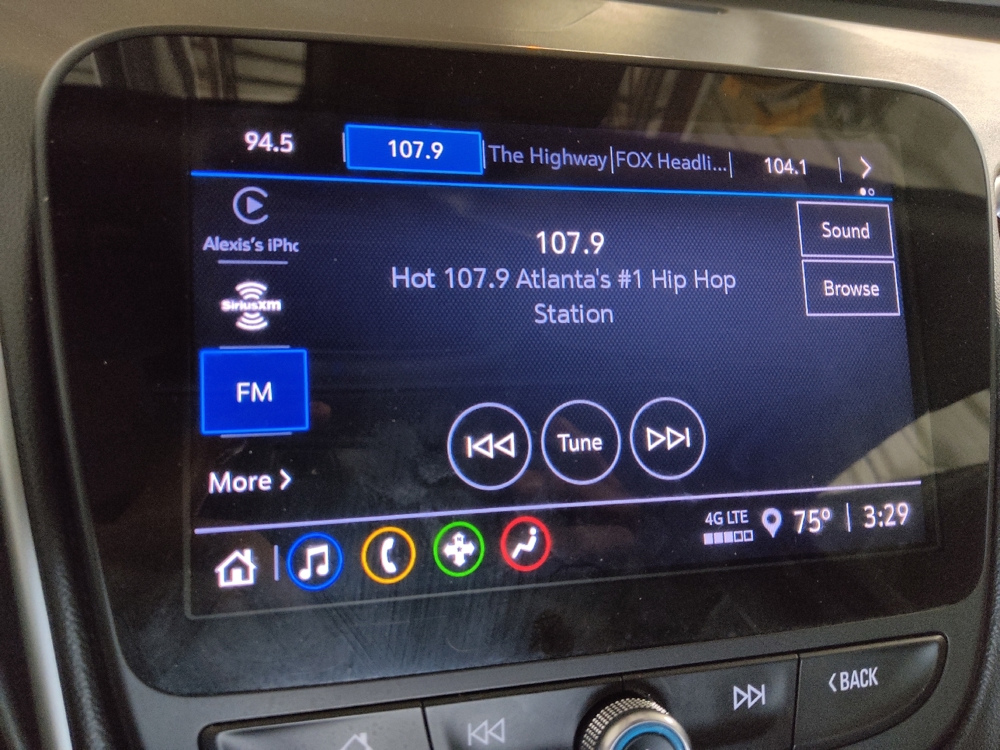 94.5
107.9
The Highway
FOX Headli...
104.1
Alexis's iPhc
SiriusXM
FM
More
107.9
Hot 107.9 Atlanta's #1 Hip Hop
Station
Sound
Browse
Tune
4G LTE
75°
3:29
BACK